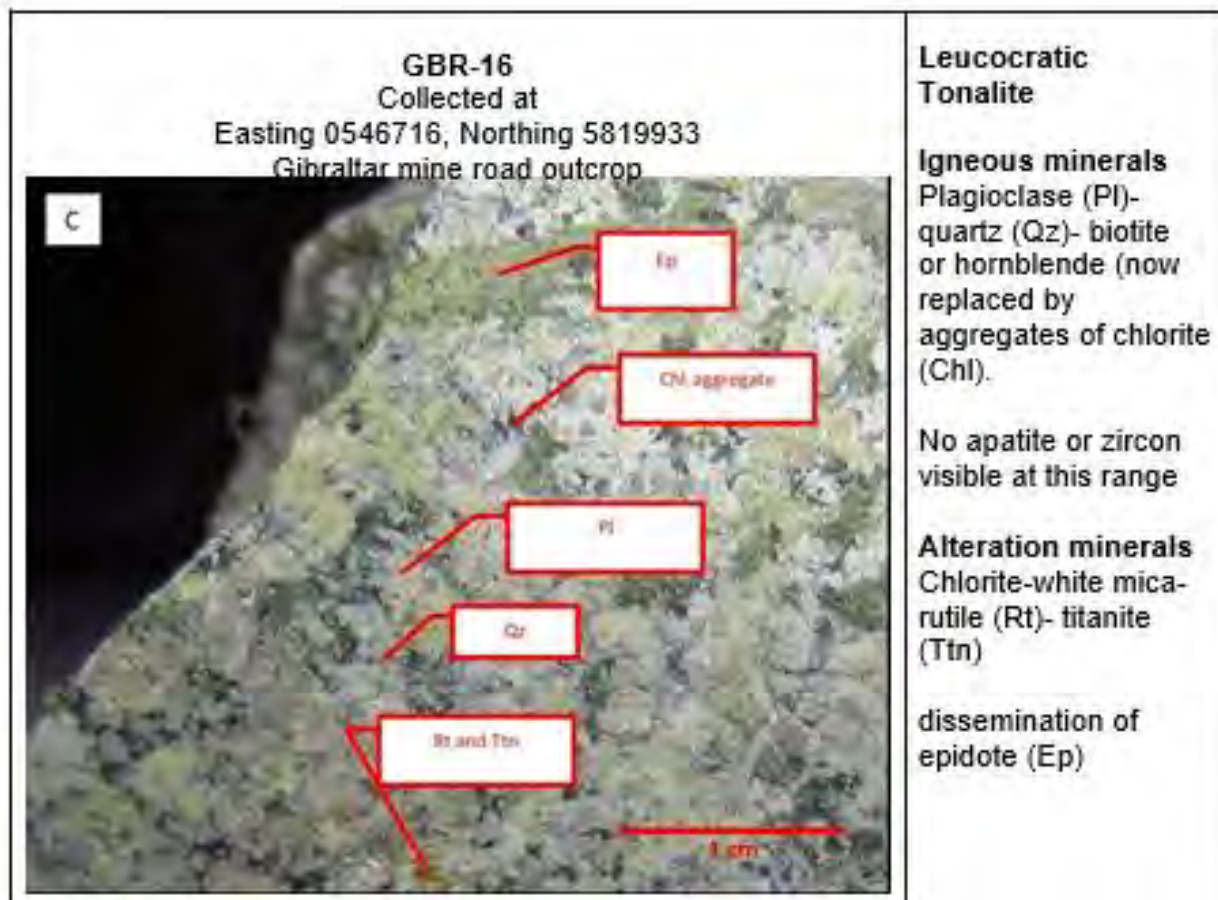 GBR-16
Collected at
Easting 0546716, Northing 5819933
Gibraltar mine road outcrop
C
Ep
Chl aggregate
Pl
Qz
Rt and Ttn
1 cm
Leucocratic
Tonalite
Igneous minerals
Plagioclase (Pl)-
quartz (Qz)- biotite
or hornblende (now
replaced by
aggregates of chlorite
(Chl).
No apatite or zircon
visible at this range
Alteration minerals
Chlorite-white mica-
rutile (Rt)- titanite
(Ttn)
dissemination of
epidote (Ep)